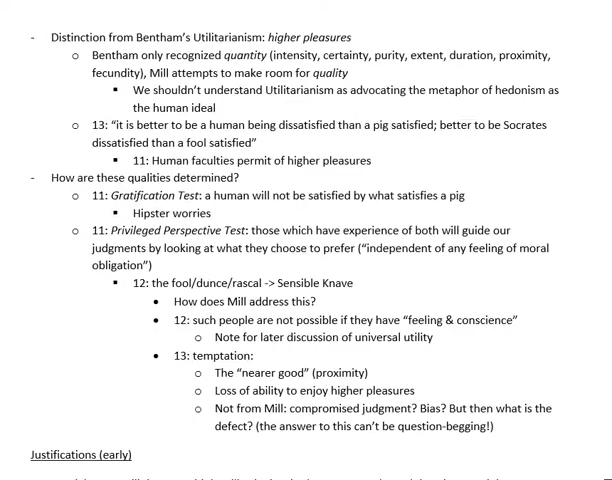 - Distinction from Bentham's Utilitarianism: higher pleasures
o Bentham only recognized quantity (intensity, certainty, purity, extent, duration, proximity,
fecundity), Mill attempts to make room for quality
▪ We shouldn't understand Utilitarianism as advocating the metaphor of hedonism as
the human ideal
o 13: "it is better to be a human being dissatisfied than a pig satisfied; better to be Socrates
dissatisfied than a fool satisfied"
▪ 11: Human faculties permit of higher pleasures
- How are these qualities determined?
o 11: Gratification Test: a human will not be satisfied by what satisfies a pig
▪ Hipster worries
o 11: Privileged Perspective Test: those which have experience of both will guide our
judgments by looking at what they choose to prefer ("independent of any feeling of moral
obligation")
▪ 12: the fool/dunce/rascal -> Sensible Knave
• How does Mill address this?
• 12: such people are not possible if they have "feeling & conscience"
o Note for later discussion of universal utility
• 13: temptation:
o The "nearer good" (proximity)
o Loss of ability to enjoy higher pleasures
o Not from Mill: compromised judgment? Bias? But then what is the
defect? (the answer to this can't be question-begging!)
Justifications (early)